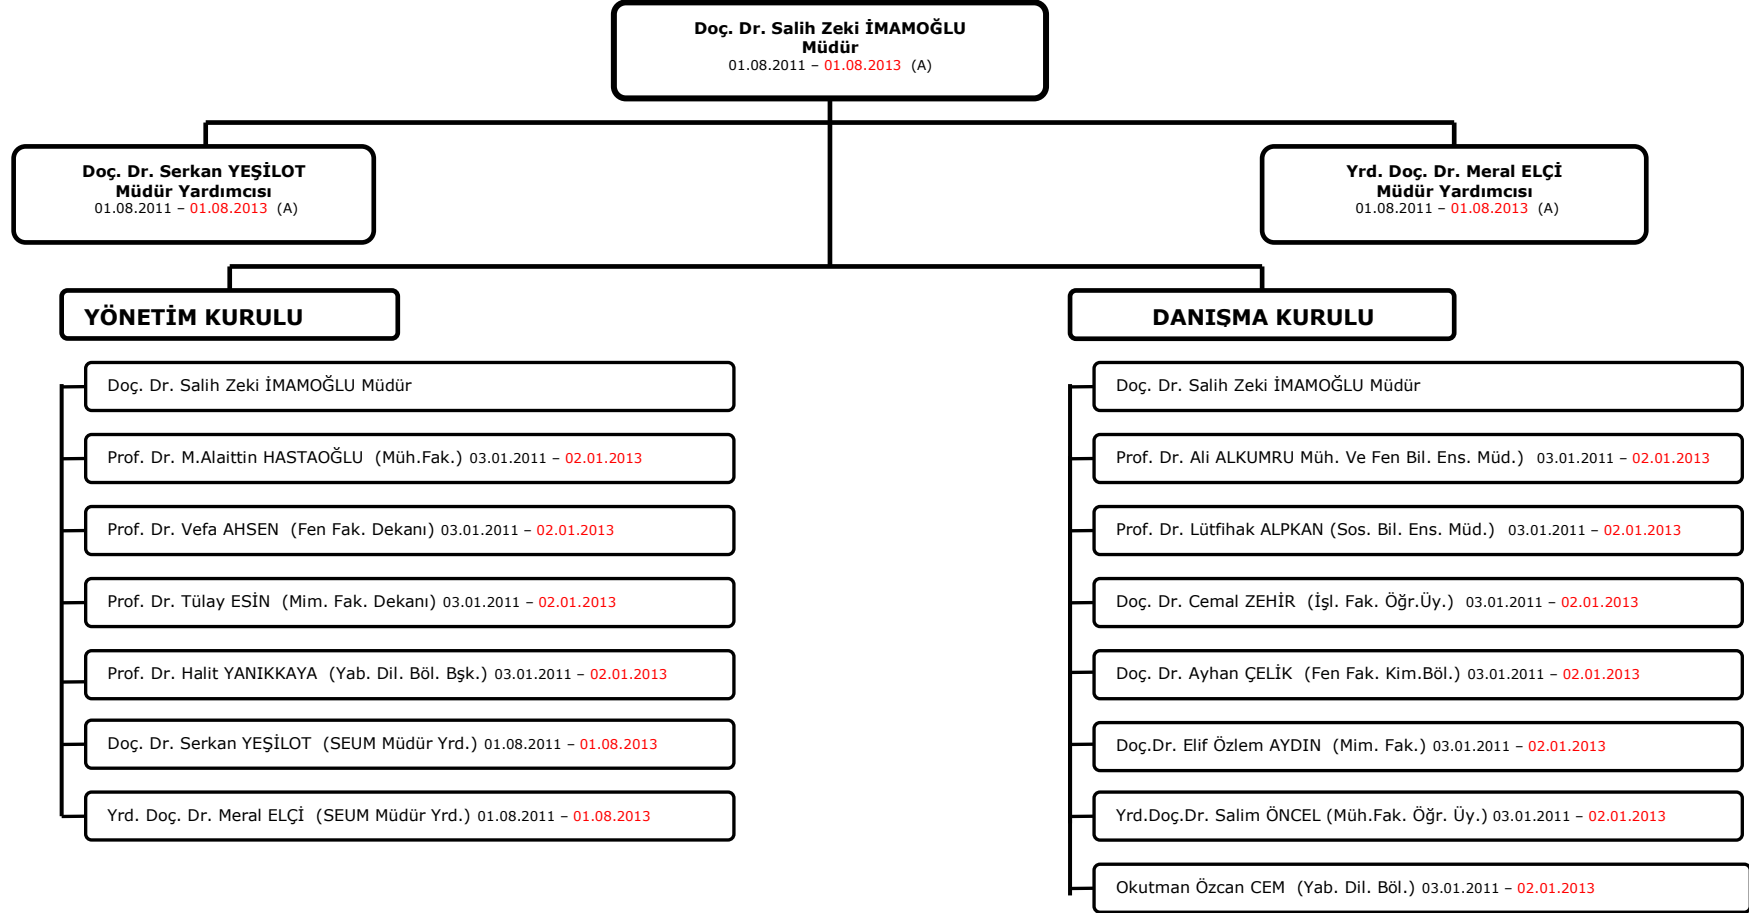 Doç. Dr. Salih Zeki İMAMOĞLU
Müdür
01.08.2011 – 01.08.2013 (A)
Doç. Dr. Serkan YEŞİLOT
Müdür Yardımcısı
01.08.2011 – 01.08.2013 (A)
Yrd. Doç. Dr. Meral ELÇİ
Müdür Yardımcısı
01.08.2011 – 01.08.2013 (A)
YÖNETİM KURULU
Doç. Dr. Salih Zeki İMAMOĞLU Müdür
Prof. Dr. M.Alaittin HASTAOĞLU (Müh.Fak.) 03.01.2011 – 02.01.2013
Prof. Dr. Vefa AHSEN (Fen Fak. Dekanı) 03.01.2011 – 02.01.2013
Prof. Dr. Tülay ESİN (Mim. Fak. Dekanı) 03.01.2011 – 02.01.2013
Prof. Dr. Halit YANIKKAYA (Yab. Dil. Böl. Bşk.) 03.01.2011 – 02.01.2013
Doç. Dr. Serkan YEŞİLOT (SEUM Müdür Yrd.) 01.08.2011 – 01.08.2013
Yrd. Doç. Dr. Meral ELÇİ (SEUM Müdür Yrd.) 01.08.2011 – 01.08.2013
DANIŞMA KURULU
Doç. Dr. Salih Zeki İMAMOĞLU Müdür
Prof. Dr. Ali ALKUMRU Müh. Ve Fen Bil. Ens. Müd.) 03.01.2011 – 02.01.2013
Prof. Dr. Lütfihak ALPKAN (Sos. Bil. Ens. Müd.) 03.01.2011 – 02.01.2013
Doç. Dr. Cemal ZEHİR (İşl. Fak. Öğr.Üy.) 03.01.2011 – 02.01.2013
Doç. Dr. Ayhan ÇELİK (Fen Fak. Kim.Böl.) 03.01.2011 – 02.01.2013
Doç.Dr. Elif Özlem AYDIN (Mim. Fak.) 03.01.2011 – 02.01.2013
Yrd.Doç.Dr. Salim ÖNCEL (Müh.Fak. Öğr. Üy.) 03.01.2011 – 02.01.2013
Okutman Özcan CEM (Yab. Dil. Böl.) 03.01.2011 – 02.01.2013